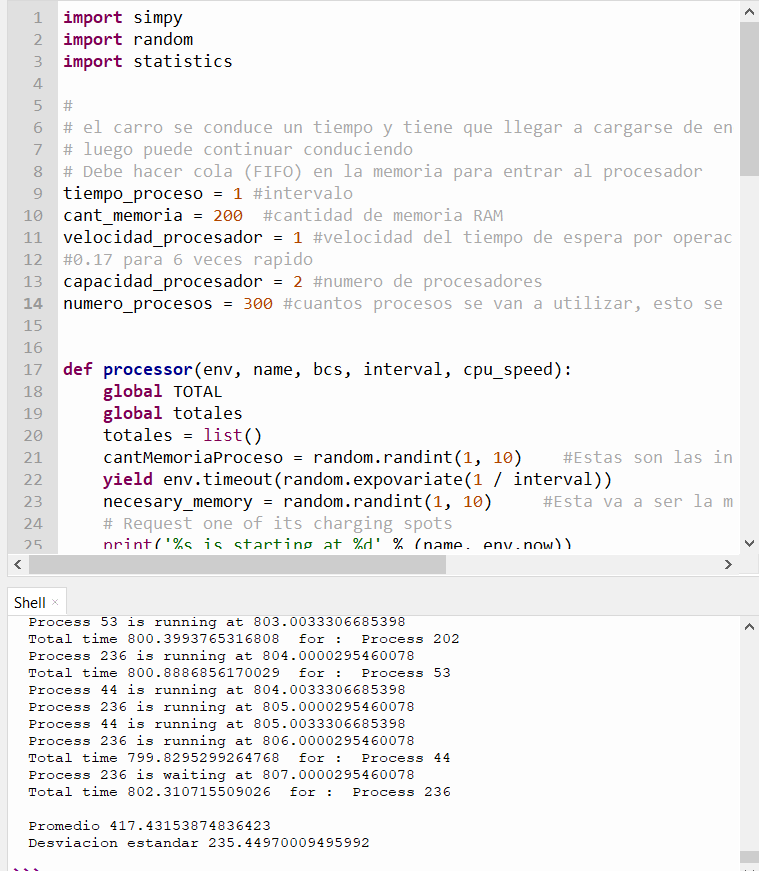 1 import simpy
2 import random
3 import statistics
4
5 #
6 # el carro se conduce un tiempo y tiene que llegar a cargarse de en
7 # luego puede continuar conduciendo
8 # Debe hacer cola (FIFO) en la memoria para entrar al procesador
9 tiempo_proceso = 1 #intervalo
10 cant_memoria = 200  #cantidad de memoria RAM
11 velocidad_procesador = 1 #velocidad del tiempo de espera por operac
12 #0.17 para 6 veces rapido
13 capacidad_procesador = 2 #numero de procesadores
14 numero_procesos = 300 #cuantos procesos se van a utilizar, esto se
15
16
17 def processor(env, name, bcs, interval, cpu_speed):
18     global TOTAL
19     global totales
20     totales = list()
21     cantMemoriaProceso = random.randint(1, 10)    #Estas son las in
22     yield env.timeout(random.expovariate(1 / interval))
23     necesary_memory = random.randint(1, 10)     #Esta va a ser la m
24     # Request one of its charging spots
25     print('%s is starting at %d' % (name, env.now))
Shell ×
Process 53 is running at 803.0033306685398
Total time 800.3993765316808  for :  Process 202
Process 236 is running at 804.0000295460078
Total time 800.8886856170029  for :  Process 53
Process 44 is running at 804.0033306685398
Process 236 is running at 805.0000295460078
Process 44 is running at 805.0033306685398
Process 236 is running at 806.0000295460078
Total time 799.8295299264768  for :  Process 44
Process 236 is waiting at 807.0000295460078
Total time 802.310715509026  for :  Process 236

Promedio 417.43153874836423
Desviacion estandar 235.44970009495992
>>>